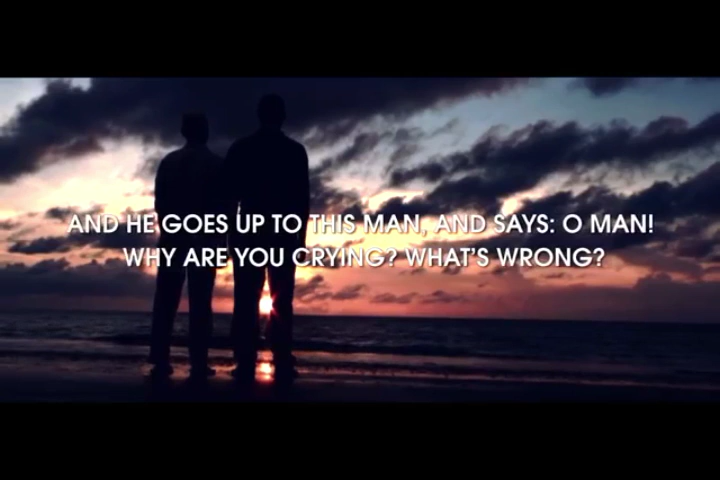 AND HE GOES UP TO THIS MAN, AND SAYS: O MAN!
WHY ARE YOU CRYING? WHAT'S WRONG?